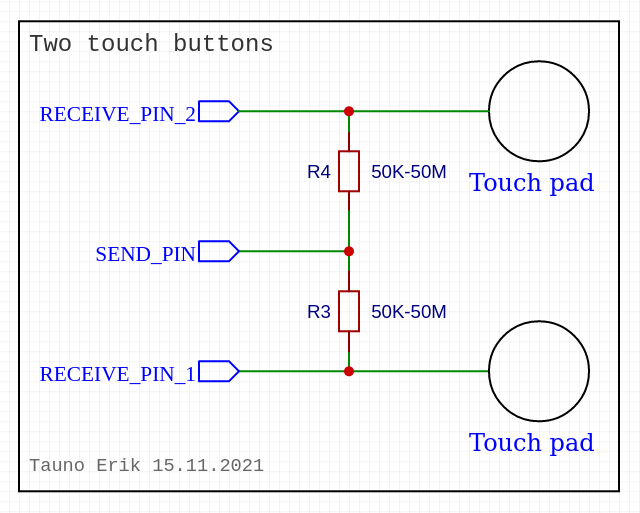 Two touch buttons
RECEIVE_PIN_2
R4 50K-50M
Touch pad
SEND_PIN
R3 50K-50M
RECEIVE_PIN_1
Touch pad
Tauno Erik 15.11.2021